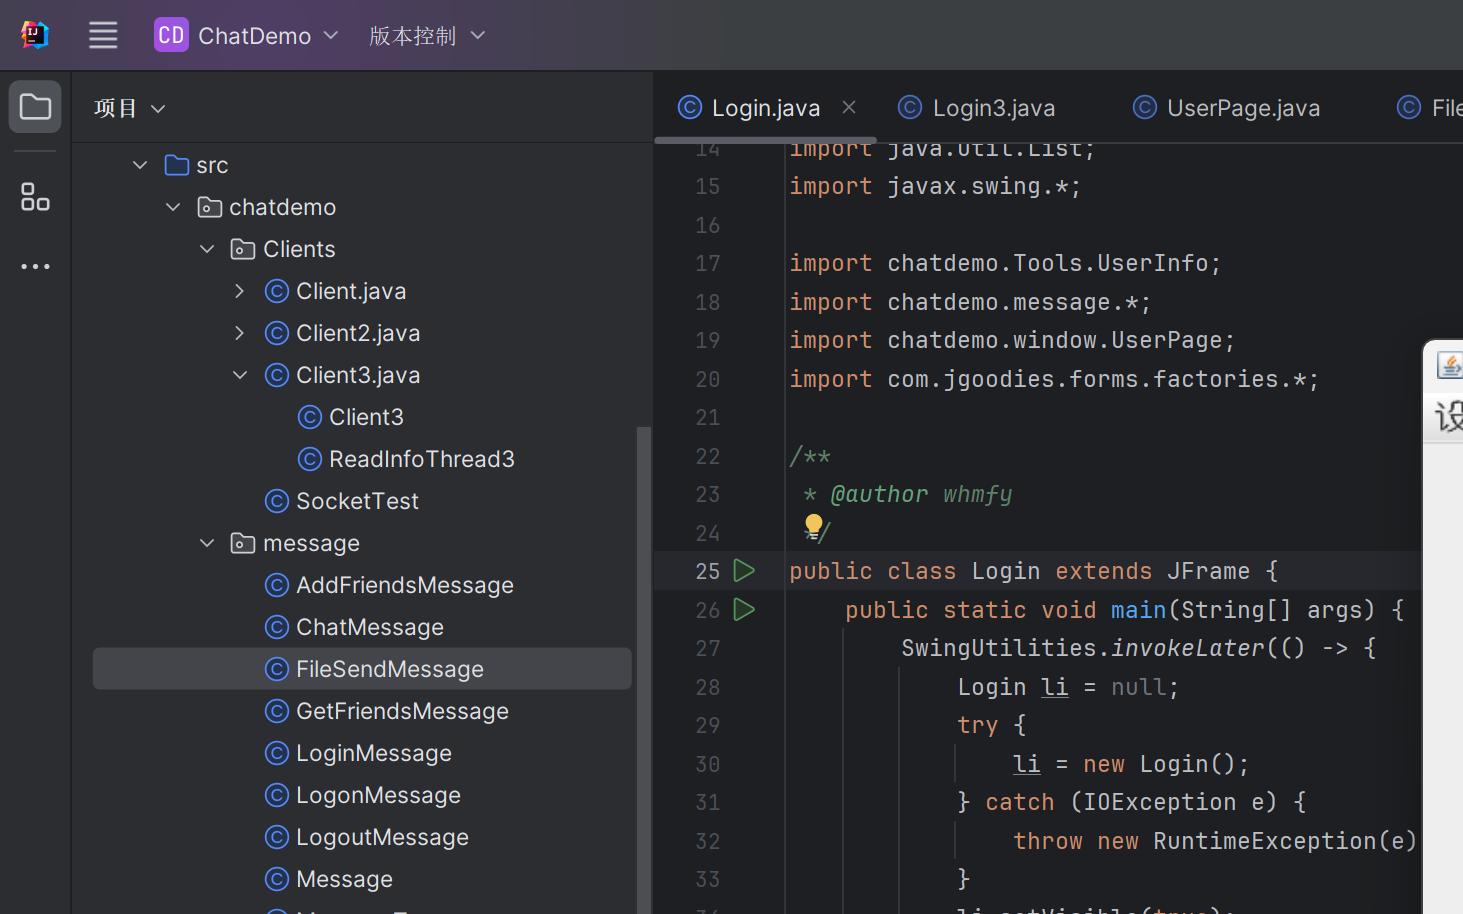 CD ChatDemo 版本控制
项目
src
chatdemo
Clients
Client.java
Client2.java
Client3.java
Client3
ReadInfoThread3
SocketTest
message
AddFriendsMessage
ChatMessage
FileSendMessage
GetFriendsMessage
LoginMessage
LogonMessage
LogoutMessage
Message
Login.java Login3.java UserPage.java File
14 import java.util.List;
15 import javax.swing.*;
16
17 import chatdemo.Tools.UserInfo;
18 import chatdemo.message.*;
19 import chatdemo.window.UserPage;
20 import com.jgoodies.forms.factories.*;
21
22 /**
23 * @author whmfy
24 */
25 public class Login extends JFrame {
26 public static void main(String[] args) {
27 SwingUtilities.invokeLater(() -> {
28 Login li = null;
29 try {
30 li = new Login();
31 } catch (IOException e) {
32 throw new RuntimeException(e)
33 }
li.setVisible(true);
设